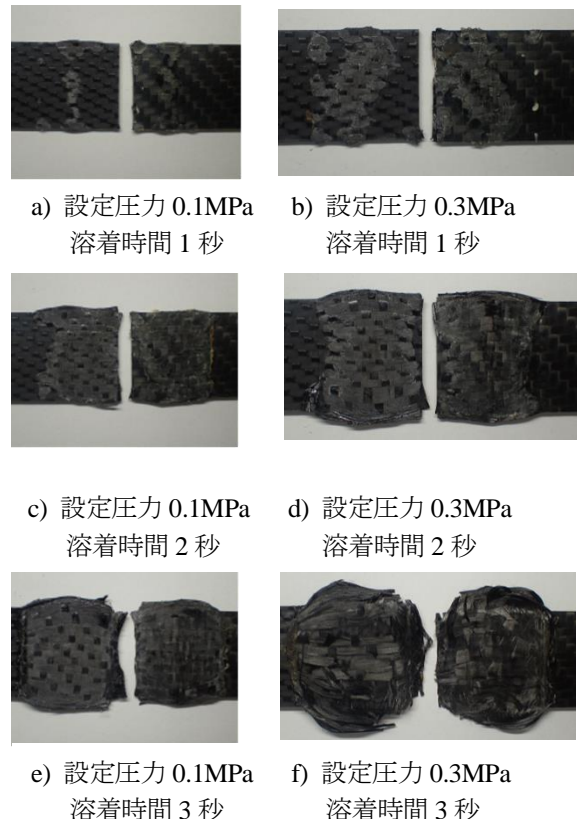 a) 設定圧力 0.1MPa
溶着時間 1 秒
b) 設定圧力 0.3MPa
溶着時間 1 秒
c) 設定圧力 0.1MPa
溶着時間 2 秒
d) 設定圧力 0.3MPa
溶着時間 2 秒
e) 設定圧力 0.1MPa
溶着時間 3 秒
f) 設定圧力 0.3MPa
溶着時間 3 秒